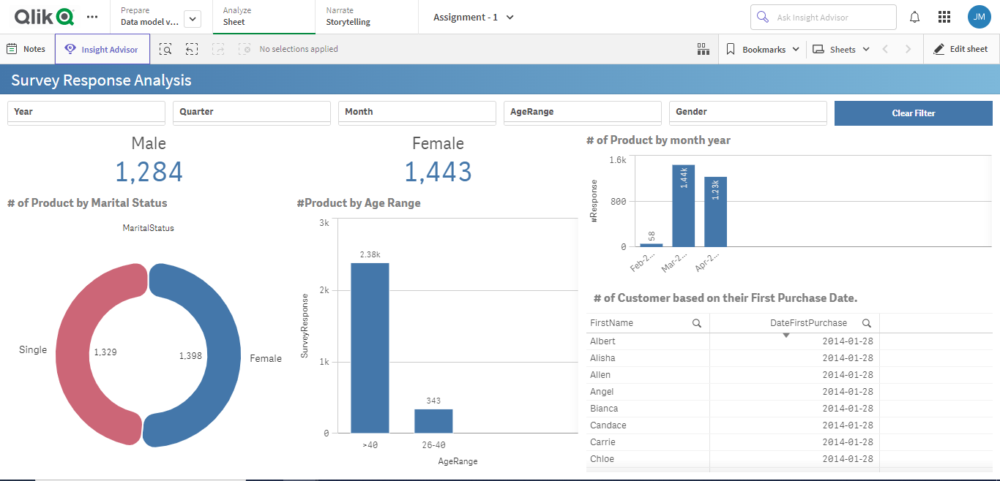 Qlik
Prepare
Data model v...
Analyze
Sheet
Narrate
Storytelling
Assignment - 1
Ask Insight Advisor
JM
Notes
Insight Advisor
No selections applied
Bookmarks
Sheets
Edit sheet
Survey Response Analysis
Year
Quarter
Month
AgeRange
Gender
Clear Filter
Male
1,284
Female
1,443
# of Product by Marital Status
MaritalStatus
Single
1,329
1,398
Female
#Product by Age Range
SurveyResponse
3k
2k
1k
0
2.38k
343
>40
26-40
AgeRange
# of Product by month year
#Response
1.6k
800
0
58
1.44k
1.23k
Feb-2...
Mar-2...
Apr-2...
# of Customer based on their First Purchase Date.
FirstName DateFirstPurchase
Albert 2014-01-28
Alisha 2014-01-28
Allen 2014-01-28
Angel 2014-01-28
Bianca 2014-01-28
Candace 2014-01-28
Carrie 2014-01-28
Chloe 2014-01-28